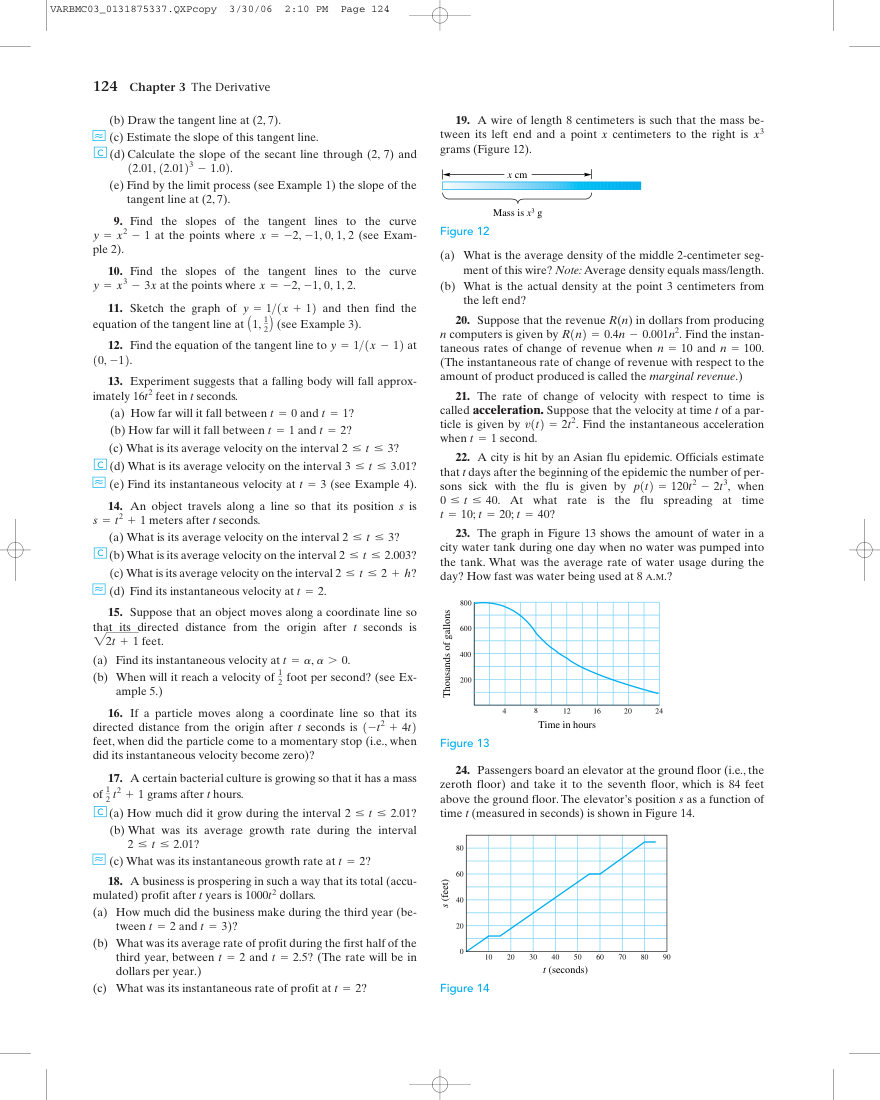 VARBMC03_0131875337.QXPcopy 3/30/06 2:10 PM Page 124
124 Chapter 3 The Derivative
(b) Draw the tangent line at (2, 7).
≈ (c) Estimate the slope of this tangent line.
C (d) Calculate the slope of the secant line through (2, 7) and
(2.01, (2.01)³ − 1.0).
(e) Find by the limit process (see Example 1) the slope of the
tangent line at (2, 7).
9. Find the slopes of the tangent lines to the curve
y = x² − 1 at the points where x = −2, −1, 0, 1, 2 (see Exam-
ple 2).
10. Find the slopes of the tangent lines to the curve
y = x³ − 3x at the points where x = −2, −1, 0, 1, 2.
11. Sketch the graph of y = 1/(x + 1) and then find the
equation of the tangent line at (1, 1/2) (see Example 3).
12. Find the equation of the tangent line to y = 1/(x − 1) at
(0, −1).
13. Experiment suggests that a falling body will fall approx-
imately 16t² feet in t seconds.
(a) How far will it fall between t = 0 and t = 1?
(b) How far will it fall between t = 1 and t = 2?
(c) What is its average velocity on the interval 2 ≤ t ≤ 3?
C (d) What is its average velocity on the interval 3 ≤ t ≤ 3.01?
≈ (e) Find its instantaneous velocity at t = 3 (see Example 4).
14. An object travels along a line so that its position s is
s = t² + 1 meters after t seconds.
(a) What is its average velocity on the interval 2 ≤ t ≤ 3?
C (b) What is its average velocity on the interval 2 ≤ t ≤ 2.003?
(c) What is its average velocity on the interval 2 ≤ t ≤ 2 + h?
≈ (d) Find its instantaneous velocity at t = 2.
15. Suppose that an object moves along a coordinate line so
that its directed distance from the origin after t seconds is
√2t + 1 feet.
(a) Find its instantaneous velocity at t = α, α > 0.
(b) When will it reach a velocity of 1/2 foot per second? (see Ex-
ample 5.)
16. If a particle moves along a coordinate line so that its
directed distance from the origin after t seconds is (−t² + 4t)
feet, when did the particle come to a momentary stop (i.e., when
did its instantaneous velocity become zero)?
17. A certain bacterial culture is growing so that it has a mass
of 1/2 t² + 1 grams after t hours.
C (a) How much did it grow during the interval 2 ≤ t ≤ 2.01?
(b) What was its average growth rate during the interval
2 ≤ t ≤ 2.01?
≈ (c) What was its instantaneous growth rate at t = 2?
18. A business is prospering in such a way that its total (accu-
mulated) profit after t years is 1000t² dollars.
(a) How much did the business make during the third year (be-
tween t = 2 and t = 3)?
(b) What was its average rate of profit during the first half of the
third year, between t = 2 and t = 2.5? (The rate will be in
dollars per year.)
(c) What was its instantaneous rate of profit at t = 2?
19. A wire of length 8 centimeters is such that the mass be-
tween its left end and a point x centimeters to the right is x³
grams (Figure 12).
x cm
Mass is x³ g
Figure 12
(a) What is the average density of the middle 2-centimeter seg-
ment of this wire? Note: Average density equals mass/length.
(b) What is the actual density at the point 3 centimeters from
the left end?
20. Suppose that the revenue R(n) in dollars from producing
n computers is given by R(n) = 0.4n − 0.001n². Find the instan-
taneous rates of change of revenue when n = 10 and n = 100.
(The instantaneous rate of change of revenue with respect to the
amount of product produced is called the marginal revenue.)
21. The rate of change of velocity with respect to time is
called acceleration. Suppose that the velocity at time t of a par-
ticle is given by v(t) = 2t². Find the instantaneous acceleration
when t = 1 second.
22. A city is hit by an Asian flu epidemic. Officials estimate
that t days after the beginning of the epidemic the number of per-
sons sick with the flu is given by p(t) = 120t² − 2t³, when
0 ≤ t ≤ 40. At what rate is the flu spreading at time
t = 10; t = 20; t = 40?
23. The graph in Figure 13 shows the amount of water in a
city water tank during one day when no water was pumped into
the tank. What was the average rate of water usage during the
day? How fast was water being used at 8 A.M.?
Thousands of gallons
800
600
400
200
4 8 12 16 20 24
Time in hours
Figure 13
24. Passengers board an elevator at the ground floor (i.e., the
zeroth floor) and take it to the seventh floor, which is 84 feet
above the ground floor. The elevator's position s as a function of
time t (measured in seconds) is shown in Figure 14.
s (feet)
80
60
40
20
0
10 20 30 40 50 60 70 80 90
t (seconds)
Figure 14